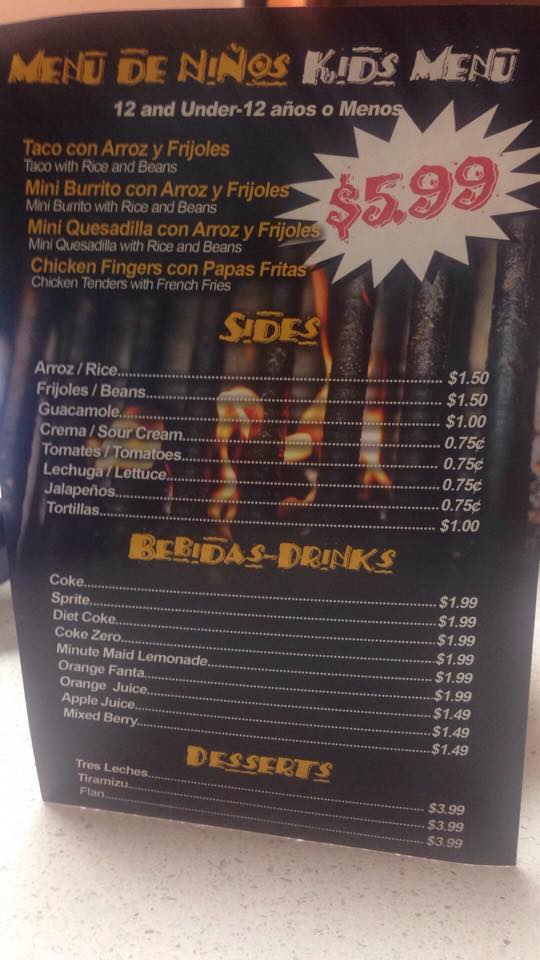 MENU DE NIÑOS KIDS MENU
12 and Under-12 años o Menos
Taco con Arroz y Frijoles
Taco with Rice and Beans
Mini Burrito con Arroz y Frijoles
Mini Burrito with Rice and Beans
Mini Quesadilla con Arroz y Frijoles
Mini Quesadilla with Rice and Beans
Chicken Fingers con Papas Fritas
Chicken Tenders with French Fries
$5.99
SIDES
Arroz / Rice $1.50
Frijoles / Beans $1.50
Guacamole $1.00
Crema / Sour Cream 0.75¢
Tomates / Tomatoes 0.75¢
Lechuga / Lettuce 0.75¢
Jalapeños 0.75¢
Tortillas $1.00
BEBIDAS-DRINKS
Coke $1.99
Sprite $1.99
Diet Coke $1.99
Coke Zero $1.99
Minute Maid Lemonade $1.99
Orange Fanta $1.99
Orange Juice $1.49
Apple Juice $1.49
Mixed Berry $1.49
DESSERTS
Tres Leches $3.99
Tiramizu $3.99
Flan $3.99